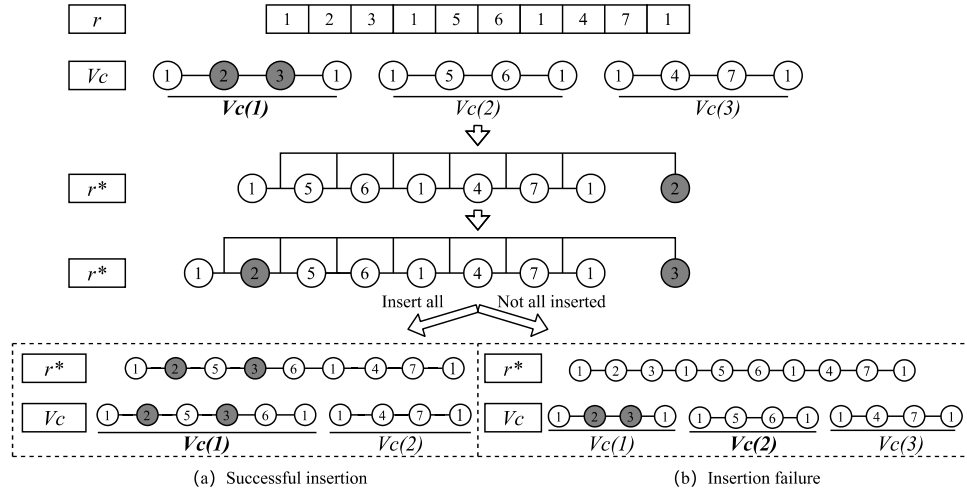 r 1 2 3 1 5 6 1 4 7 1
Vc 1 2 3 1 1 5 6 1 1 4 7 1
Vc(1) Vc(2) Vc(3)
r* 1 5 6 1 4 7 1 2
r* 1 2 5 6 1 4 7 1 3
Insert all Not all inserted
r* 1 2 5 3 6 1 4 7 1
Vc 1 2 5 3 6 1 1 4 7 1
Vc(1) Vc(2)
r* 1 2 3 1 5 6 1 4 7 1
Vc 1 2 3 1 1 5 6 1 1 4 7 1
Vc(1) Vc(2) Vc(3)
(a) Successful insertion
(b) Insertion failure